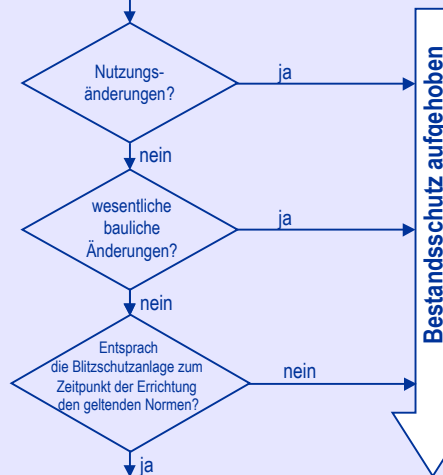 Nutzungs-
änderungen?
ja
nein
wesentliche
bauliche
Änderungen?
ja
nein
Entsprach
die Blitzschutzanlage zum
Zeitpunkt der Errichtung
den geltenden Normen?
nein
ja
Bestandsschutz aufgehoben